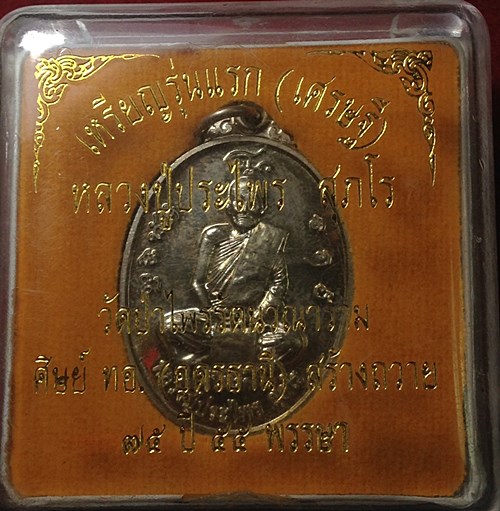 เหรียญรุ่นแรก (เศรษฐี)
หลวงปู่ประไพร สุภโร
วัดป่าไพรรัตนวนาราม
ศิษย์ ทอ. (อุดรธานี) สร้างถวาย
๗๕ ปี ๕๕ พรรษา